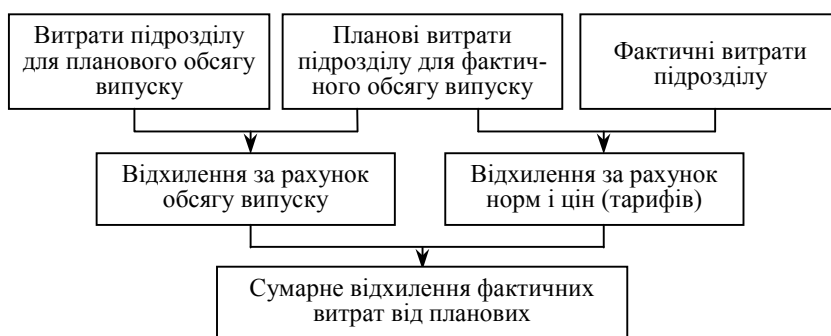 Витрати підрозділу
для планового обсягу
випуску
Планові витрати
підрозділу для фактич-
ного обсягу випуску
Фактичні витрати
підрозділу
Відхилення за рахунок
обсягу випуску
Відхилення за рахунок
норм і цін (тарифів)
Сумарне відхилення фактичних
витрат від планових